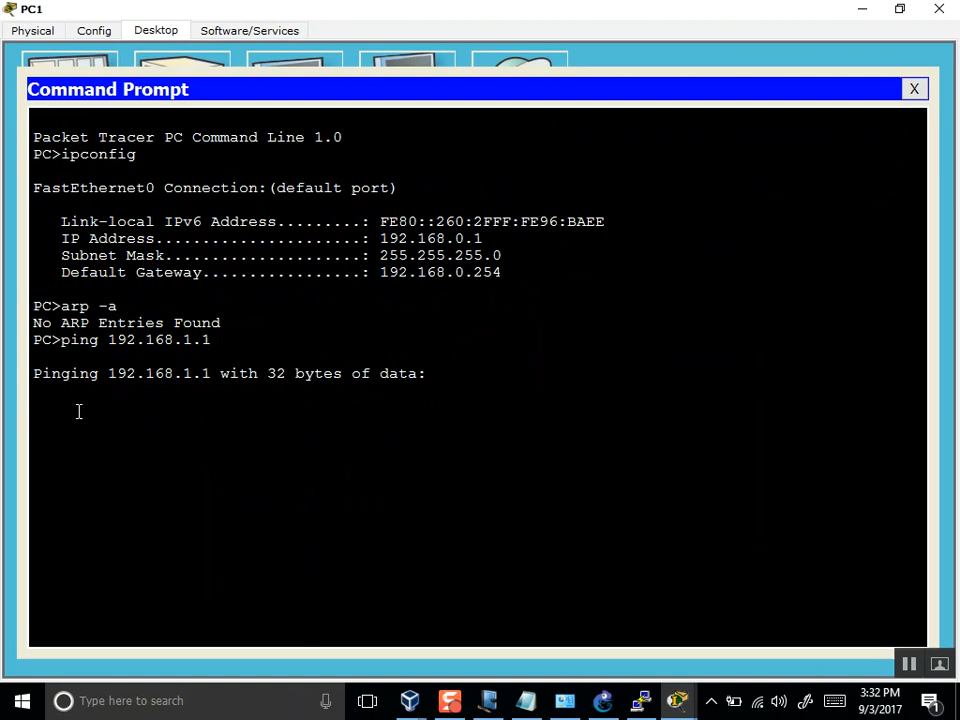 PC1
Physical Config Desktop Software/Services
Command Prompt
X
Packet Tracer PC Command Line 1.0
PC>ipconfig
FastEthernet0 Connection:(default port)
Link-local IPv6 Address.........: FE80::260:2FFF:FE96:BAEE
IP Address......................: 192.168.0.1
Subnet Mask.....................: 255.255.255.0
Default Gateway.................: 192.168.0.254
PC>arp -a
No ARP Entries Found
PC>ping 192.168.1.1
Pinging 192.168.1.1 with 32 bytes of data:
Type here to search
3:32 PM
9/3/2017
1